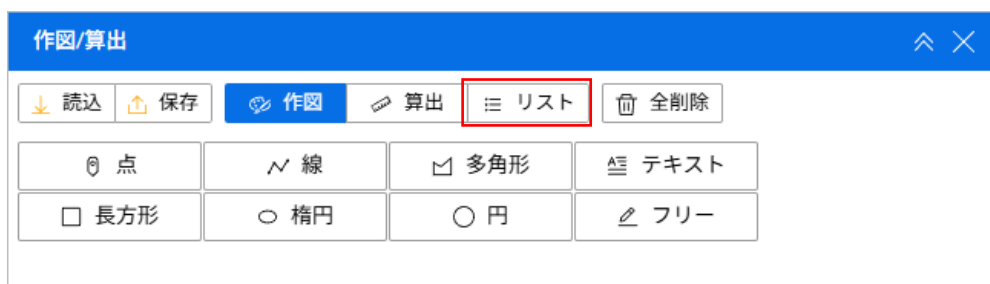 作図/算出
読込 保存 作図 算出 リスト 全削除
点 線 多角形 テキスト
長方形 楕円 円 フリー